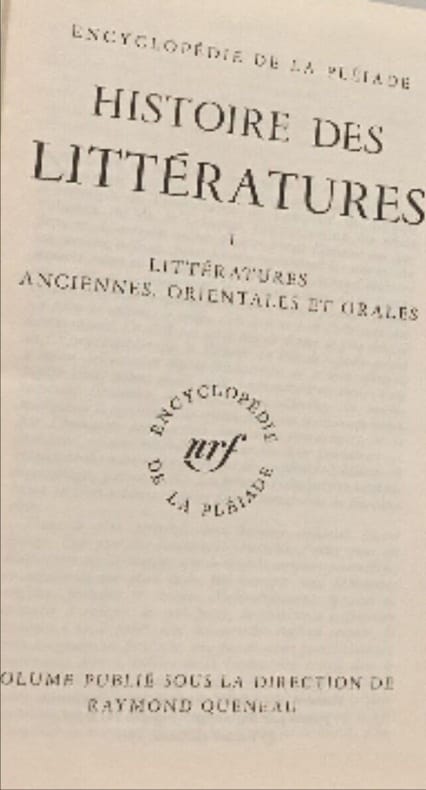 ENCYCLOPÉDIE DE LA PLÉIADE
HISTOIRE DES
LITTÉRATURES
I
LITTÉRATURES
ANCIENNES, ORIENTALES ET ORALES
ENCYCLOPÉDIE
nrf
DE LA PLÉIADE
OLUME PUBLIÉ SOUS LA DIRECTION DE
RAYMOND QUENEAU